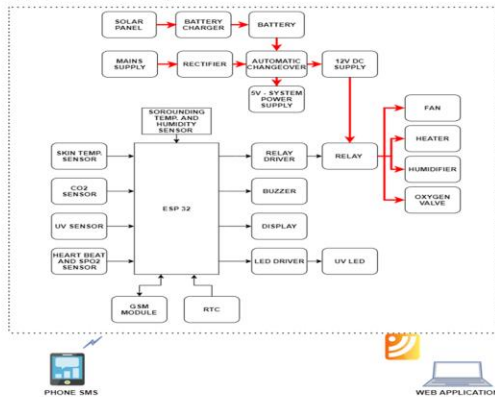 SOLAR
PANEL
BATTERY
CHARGER
BATTERY
MAINS
SUPPLY
RECTIFIER
AUTOMATIC
CHANGEOVER
12V DC
SUPPLY
5V - SYSTEM
POWER
SUPPLY
SOROUNDING
TEMP. AND
HUMIDITY
SENSOR
SKIN TEMP.
SENSOR
CO2
SENSOR
UV SENSOR
HEART BEAT
AND SPO2
SENSOR
ESP 32
RELAY
DRIVER
RELAY
BUZZER
DISPLAY
LED DRIVER
UV LED
FAN
HEATER
HUMIDIFIER
OXYGEN
VALVE
GSM
MODULE
RTC
PHONE SMS
WEB APPLICATION